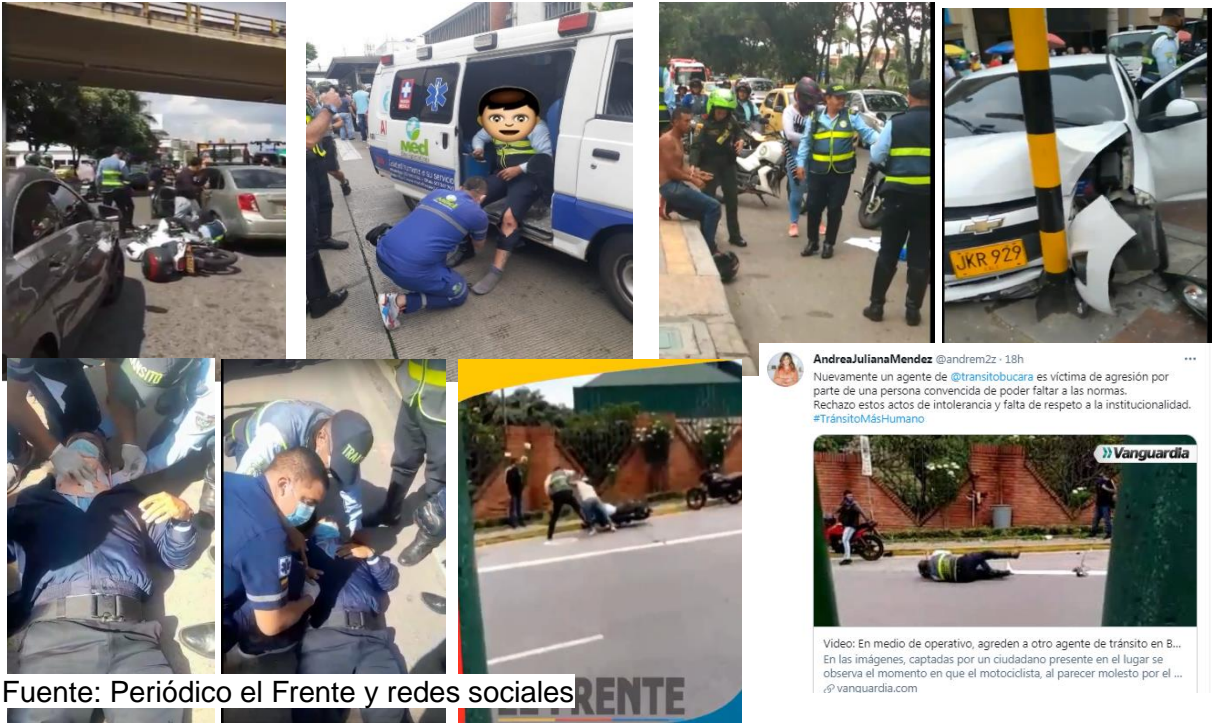 Med
JKR 929
TRÁNSITO
TRANS
AndreaJulianaMendez @andrem2z · 18h
Nuevamente un agente de @transitobucara es víctima de agresión por
parte de una persona convencida de poder faltar a las normas.
Rechazo estos actos de intolerancia y falta de respeto a la institucionalidad.
#TránsitoMásHumano
Vanguardia
Video: En medio de operativo, agreden a otro agente de tránsito en B...
En las imágenes, captadas por un ciudadano presente en el lugar se
observa el momento en que el motociclista, al parecer molesto por el ...
vanguardia.com
Fuente: Periódico el Frente y redes sociales
FRENTE